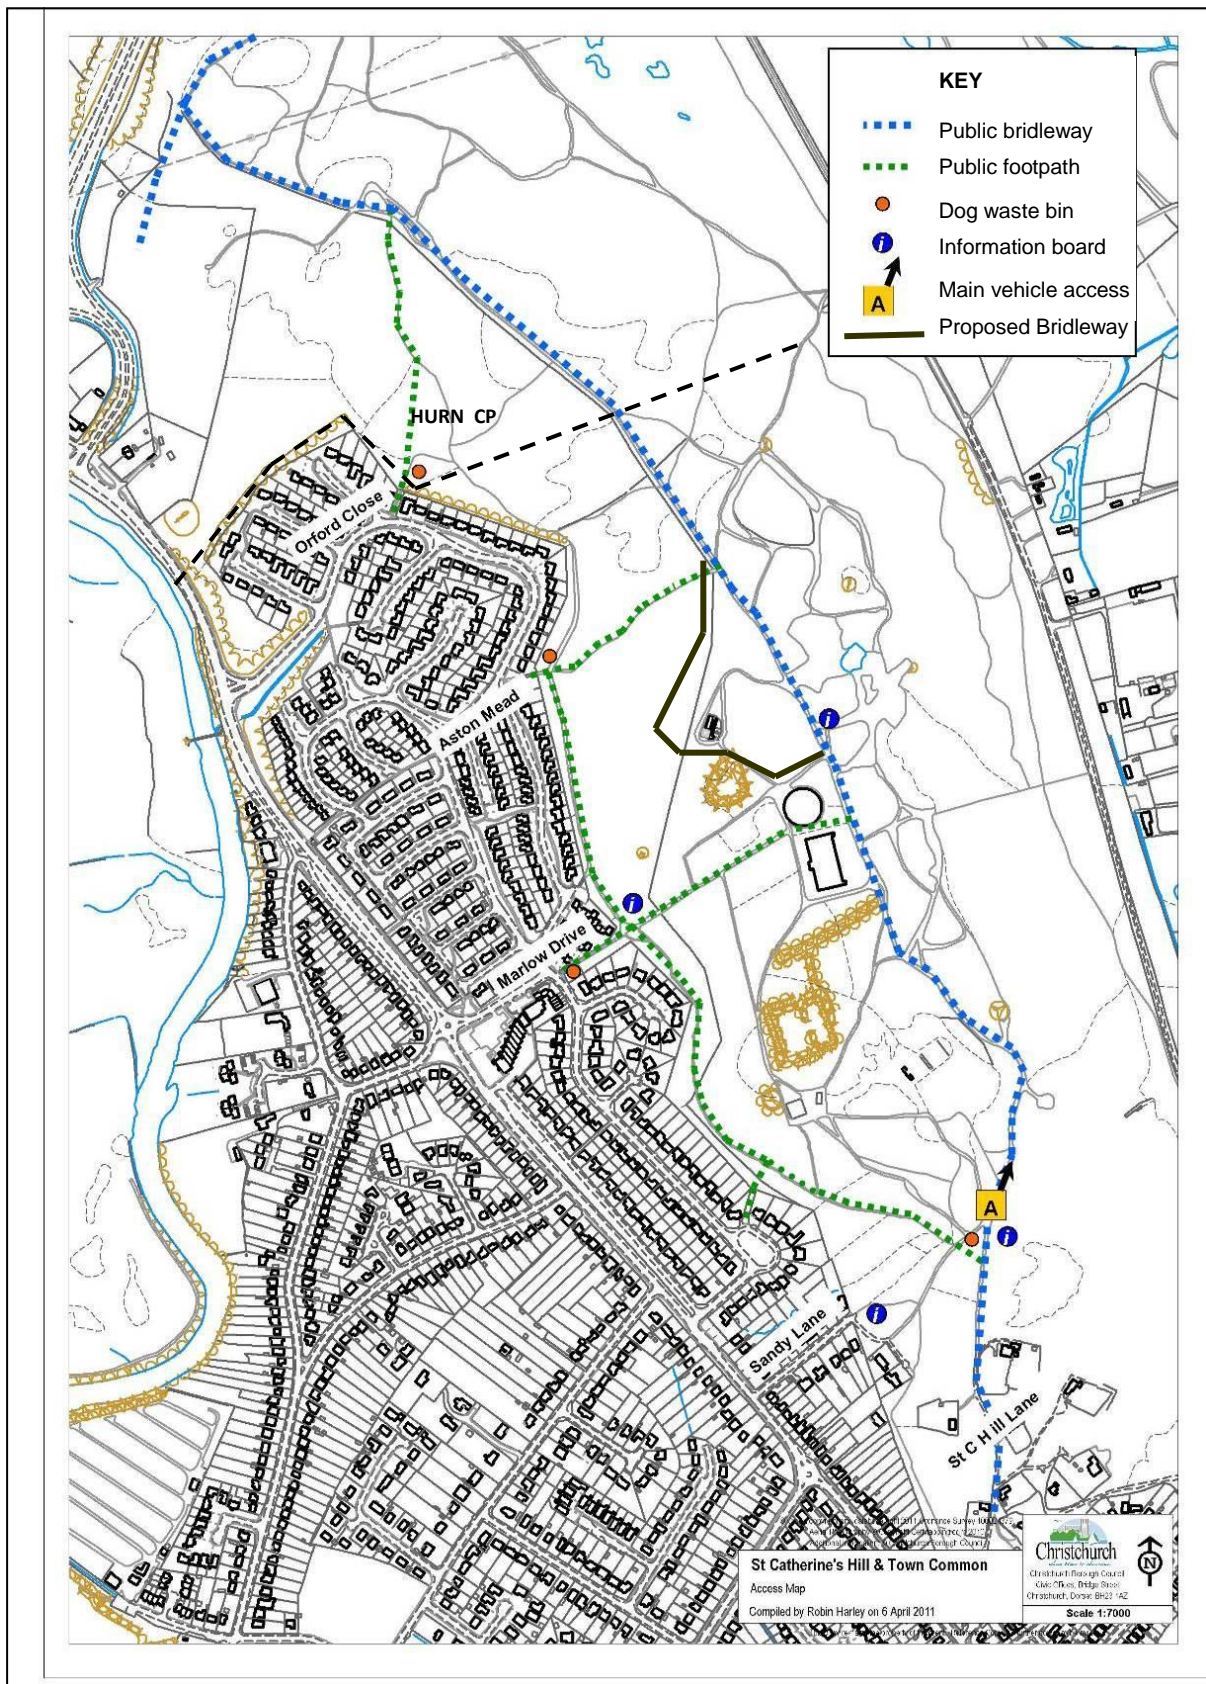 KEY
Public bridleway
Public footpath
Dog waste bin
i
Information board
Main vehicle access
A
Proposed Bridleway
HURN CP
Orford Close
Aston Mead
i
i
Marlow Drive
A
i
i
Sandy Lane
St C H ill Lane
St Catherine's Hill & Town Common
Access Map
Compiled by Robin Harley on 6 April 2011
Christchurch
Christchurch Borough Council
Civic Offices, Bridge Street
Christchurch, Dorset BH23 1AZ
N
Scale 1:7000